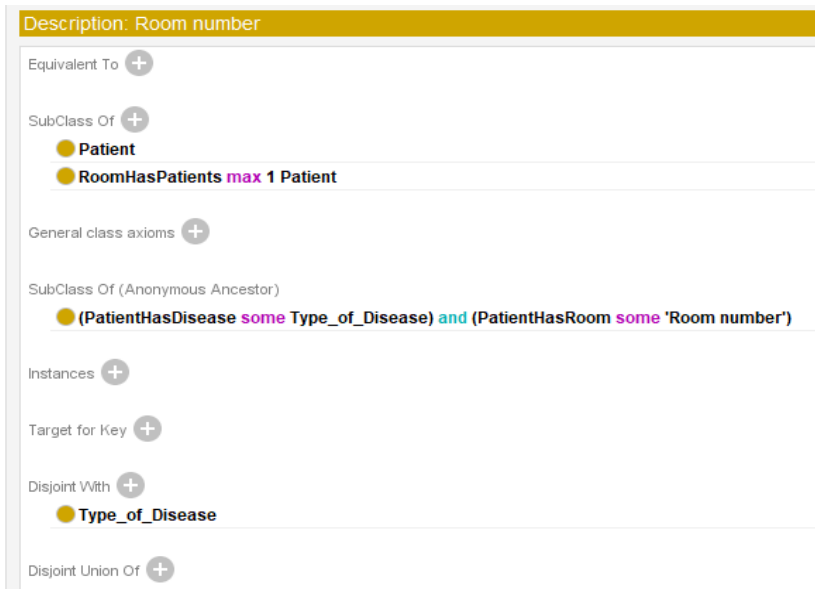 Description: Room number
Equivalent To
SubClass Of
Patient
RoomHasPatients max 1 Patient
General class axioms
SubClass Of (Anonymous Ancestor)
(PatientHasDisease some Type_of_Disease) and (PatientHasRoom some 'Room number')
Instances
Target for Key
Disjoint With
Type_of_Disease
Disjoint Union Of